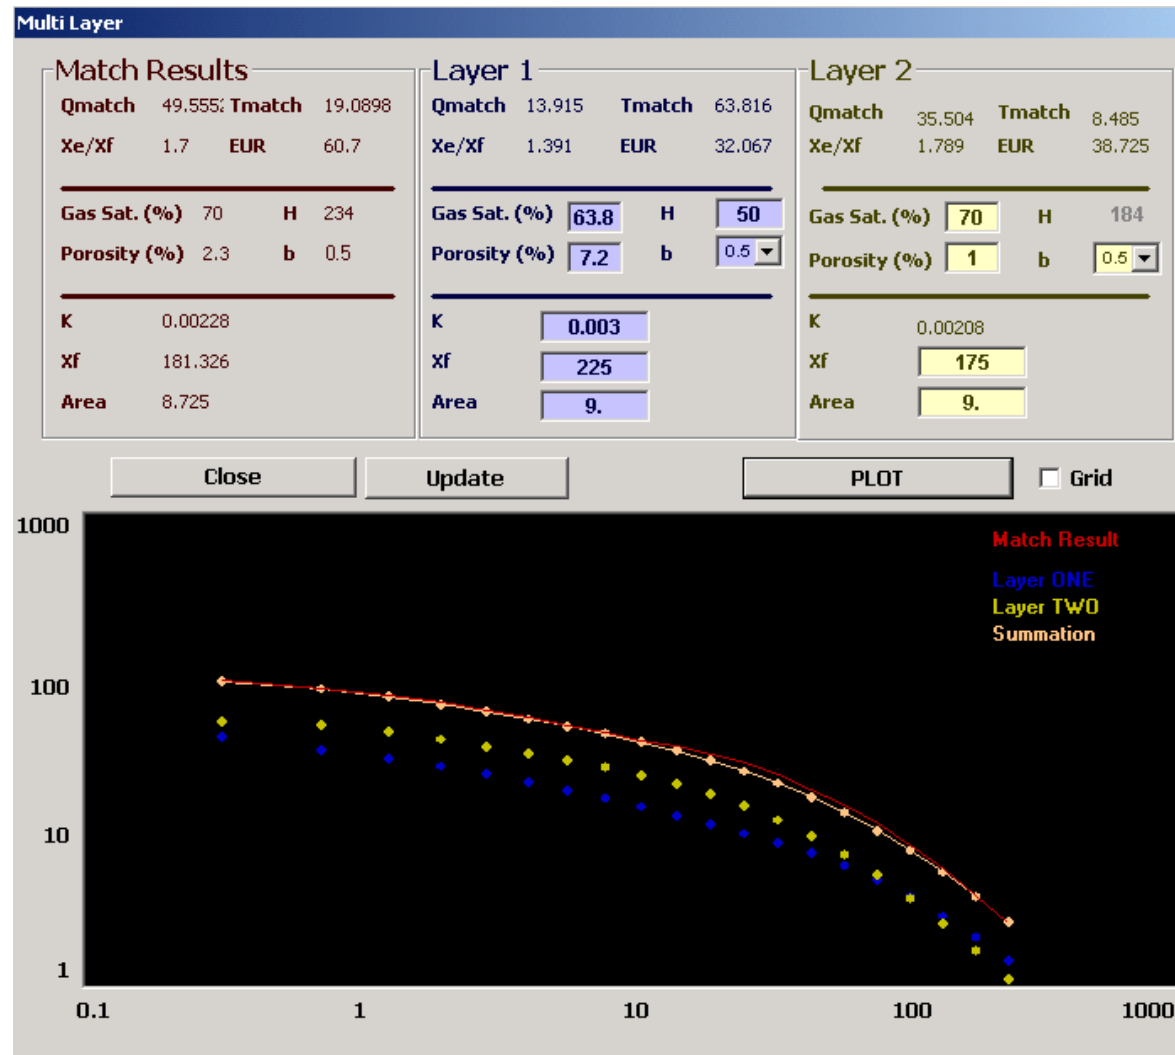 Multi Layer
Match Results
Qmatch 49.555 Tmatch 19.0898
Xe/Xf 1.7 EUR 60.7
Gas Sat. (%) 70 H 234
Porosity (%) 2.3 b 0.5
K 0.00228
Xf 181.326
Area 8.725
Layer 1
Qmatch 13.915 Tmatch 63.816
Xe/Xf 1.391 EUR 32.067
Gas Sat. (%) 63.8 H 50
Porosity (%) 7.2 b 0.5
K 0.003
Xf 225
Area 9.
Layer 2
Qmatch 35.504 Tmatch 8.485
Xe/Xf 1.789 EUR 38.725
Gas Sat. (%) 70 H 184
Porosity (%) 1 b 0.5
K 0.00208
Xf 175
Area 9.
Close Update PLOT Grid
1000
100
10
1
Match Result
Layer ONE
Layer TWO
Summation
0.1 1 10 100 1000